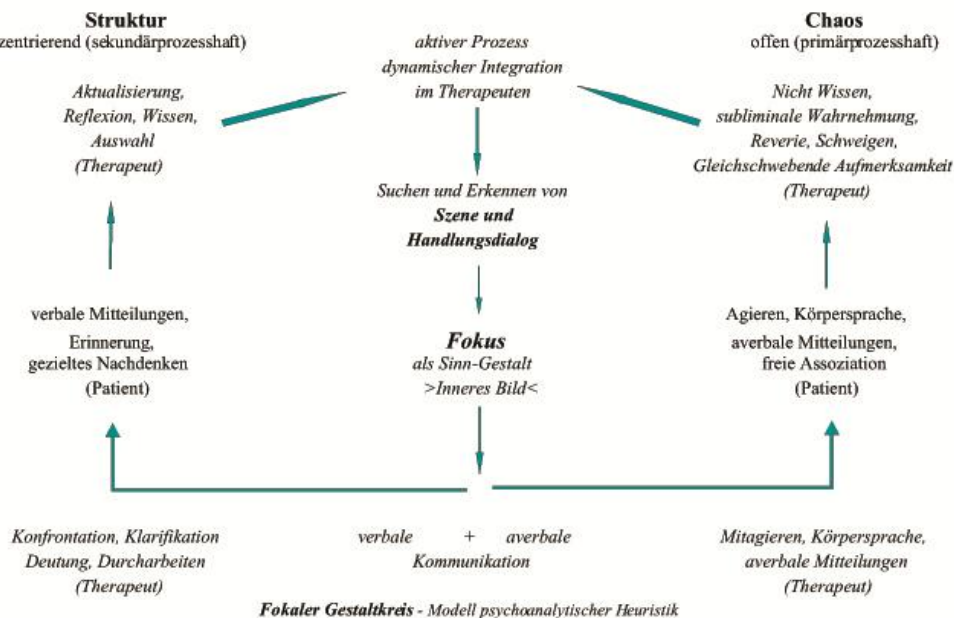 Struktur
zentrierend (sekundärprozesshaft)
Aktualisierung,
Reflexion, Wissen,
Auswahl
(Therapeut)
verbale Mitteilungen,
Erinnerung,
gezieltes Nachdenken
(Patient)
Konfrontation, Klarifikation
Deutung, Durcharbeiten
(Therapeut)
aktiver Prozess
dynamischer Integration
im Therapeuten
Suchen und Erkennen von
Szene und
Handlungsdialog
Fokus
als Sinn-Gestalt
>Inneres Bild<
verbale + averbale
Kommunikation
Chaos
offen (primärprozesshaft)
Nicht Wissen,
subliminale Wahrnehmung,
Reverie, Schweigen,
Gleichschwebende Aufmerksamkeit
(Therapeut)
Agieren, Körpersprache,
averbale Mitteilungen,
freie Assoziation
(Patient)
Mitagieren, Körpersprache,
averbale Mitteilungen
(Therapeut)
Fokaler Gestaltkreis - Modell psychoanalytischer Heuristik